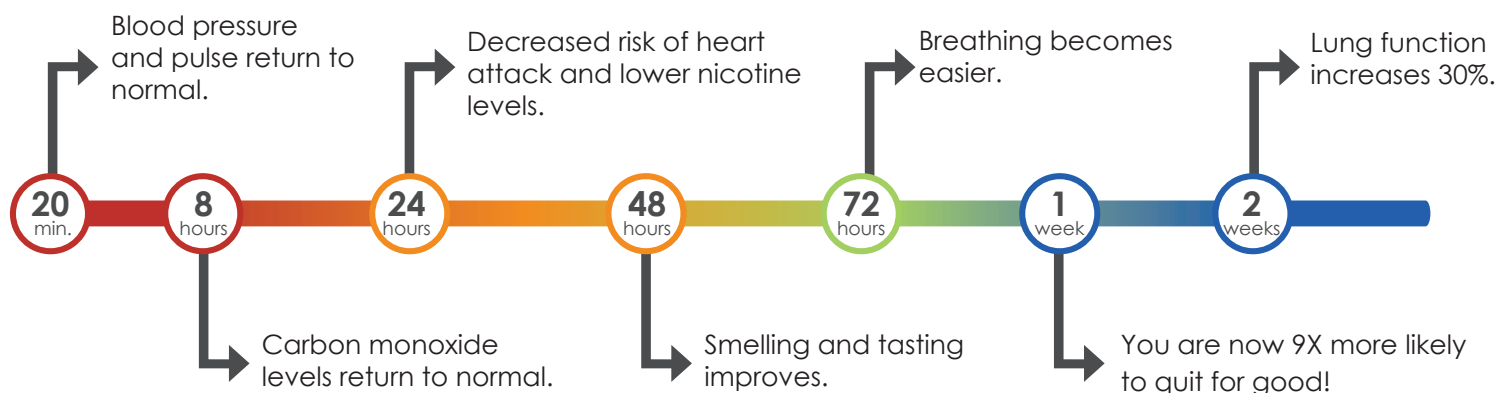 Blood pressure
and pulse return to
normal.
Decreased risk of heart
attack and lower nicotine
levels.
Breathing becomes
easier.
Lung function
increases 30%.
20
min.
8
hours
24
hours
48
hours
72
hours
1
week
2
weeks
Carbon monoxide
levels return to normal.
Smelling and tasting
improves.
You are now 9X more likely
to quit for good!